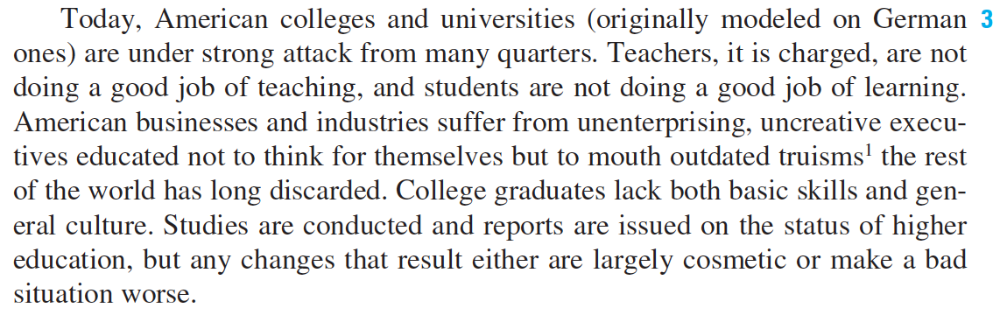 Today, American colleges and universities (originally modeled on German 3
ones) are under strong attack from many quarters. Teachers, it is charged, are not
doing a good job of teaching, and students are not doing a good job of learning.
American businesses and industries suffer from unenterprising, uncreative execu-
tives educated not to think for themselves but to mouth outdated truisms¹ the rest
of the world has long discarded. College graduates lack both basic skills and gen-
eral culture. Studies are conducted and reports are issued on the status of higher
education, but any changes that result either are largely cosmetic or make a bad
situation worse.